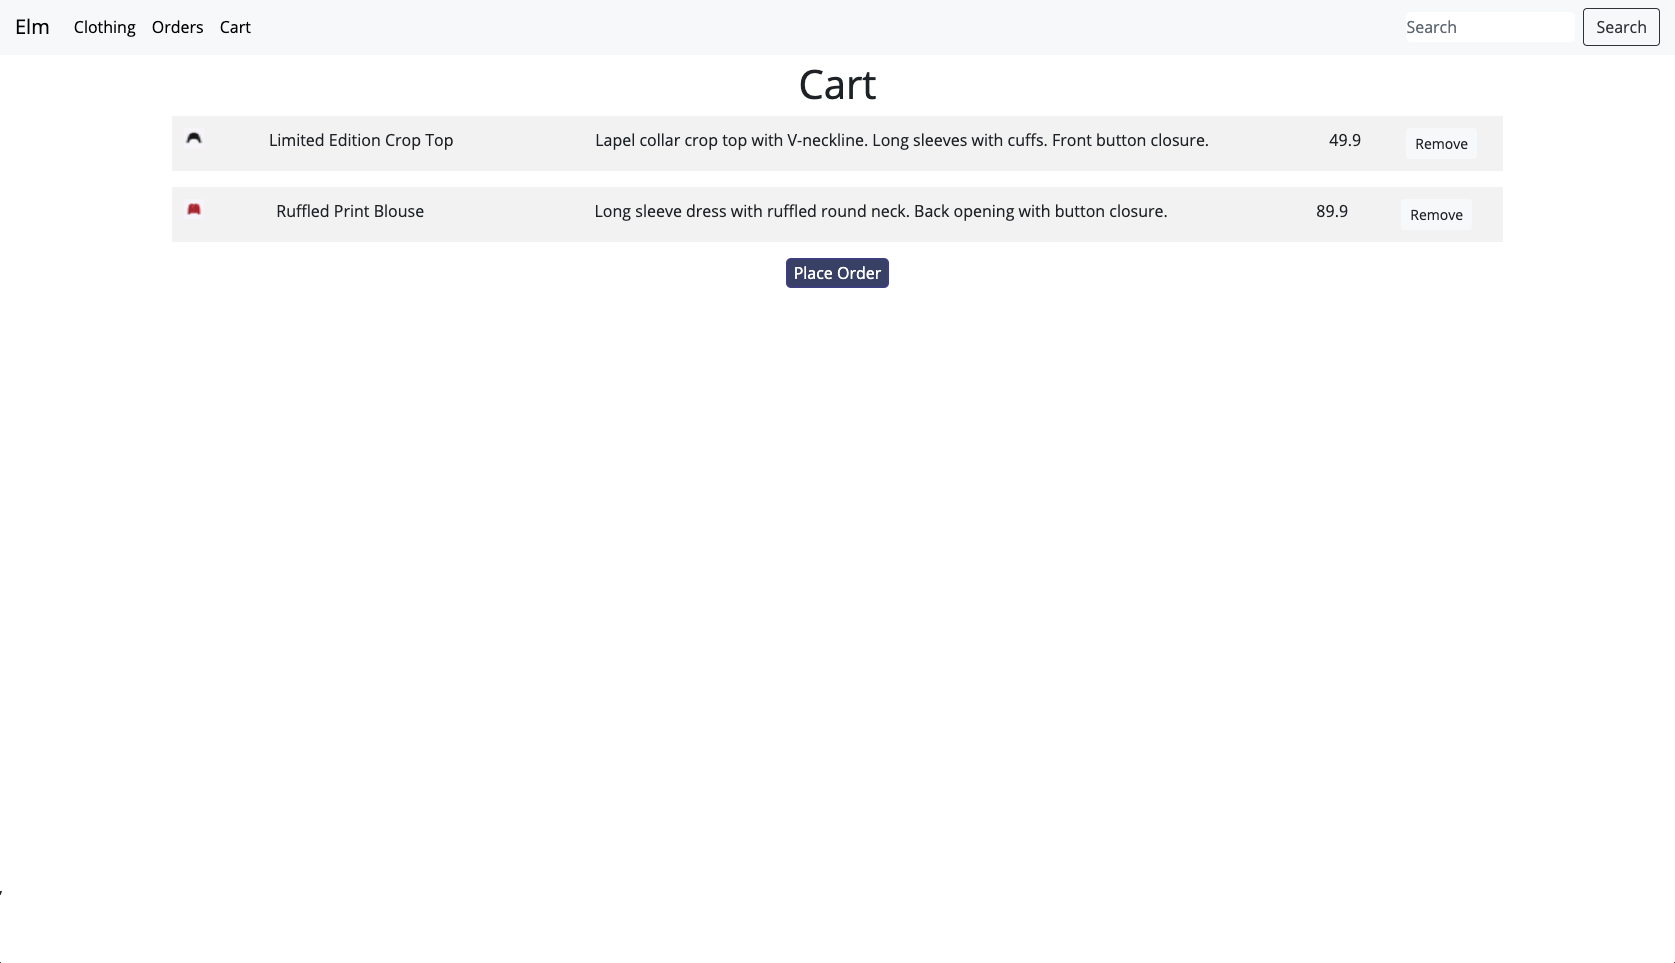 Elm Clothing Orders Cart Search Search
Cart
Limited Edition Crop Top Lapel collar crop top with V-neckline. Long sleeves with cuffs. Front button closure. 49.9 Remove
Ruffled Print Blouse Long sleeve dress with ruffled round neck. Back opening with button closure. 89.9 Remove
Place Order